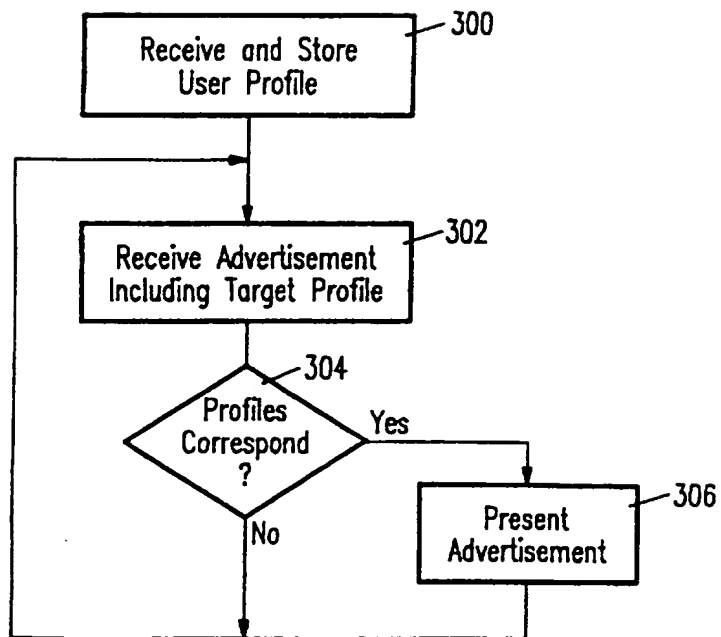 300
Receive and Store
User Profile
302
Receive Advertisement
Including Target Profile
304
Profiles
Correspond
?
Yes
No
306
Present
Advertisement